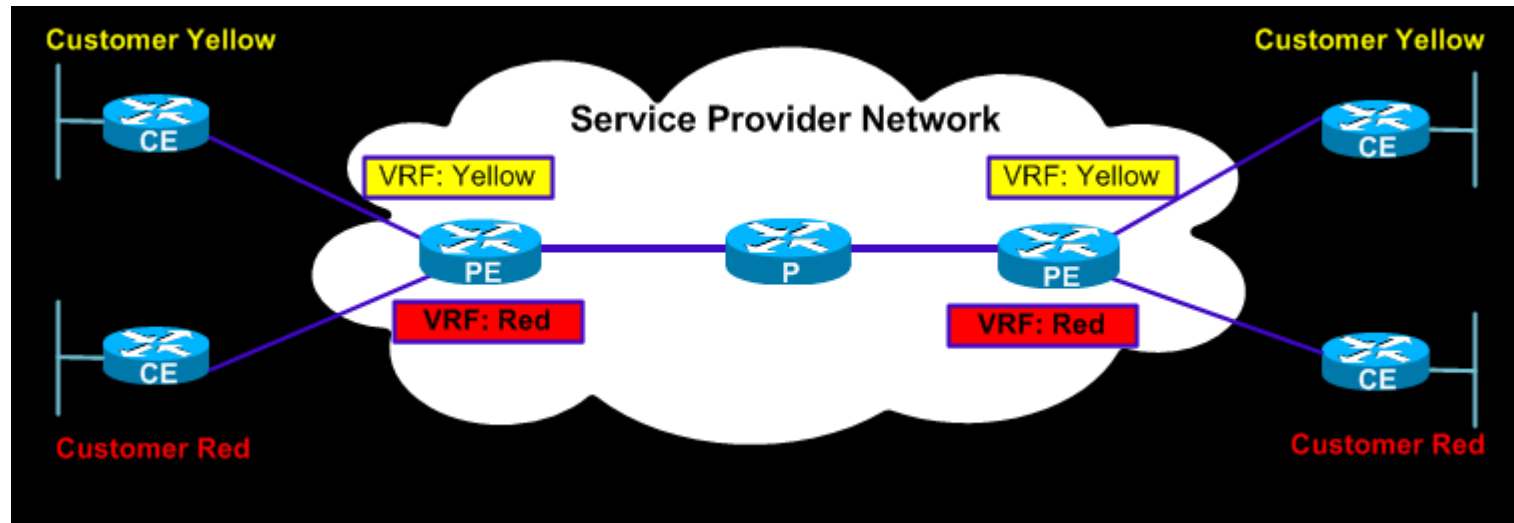 Customer Yellow
Customer Yellow
Service Provider Network
CE
CE
VRF: Yellow
VRF: Yellow
PE
P
PE
VRF: Red
VRF: Red
CE
CE
Customer Red
Customer Red